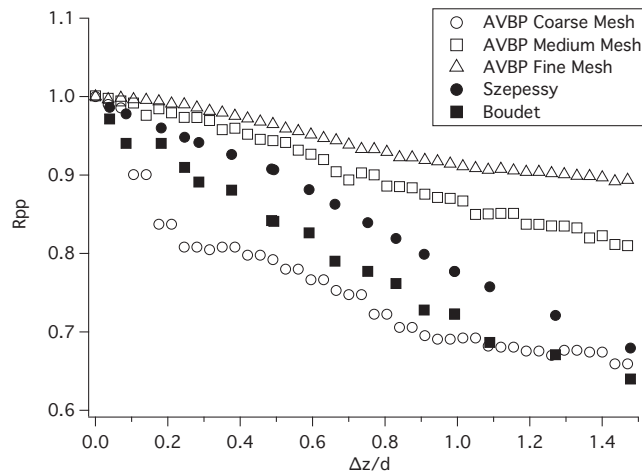 1.1
1.0
0.9
0.8
0.7
0.6
Rpp
AVBP Coarse Mesh
AVBP Medium Mesh
AVBP Fine Mesh
Szepessy
Boudet
0.0 0.2 0.4 0.6 0.8 1.0 1.2 1.4
Δz/d